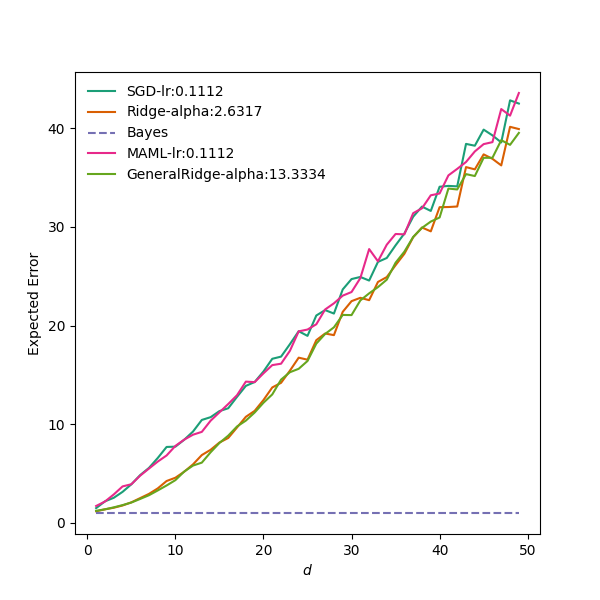 SGD-lr:0.1112
Ridge-alpha:2.6317
Bayes
MAML-lr:0.1112
GeneralRidge-alpha:13.3334
Expected Error
40
30
20
10
0
0 10 20 30 40 50
d